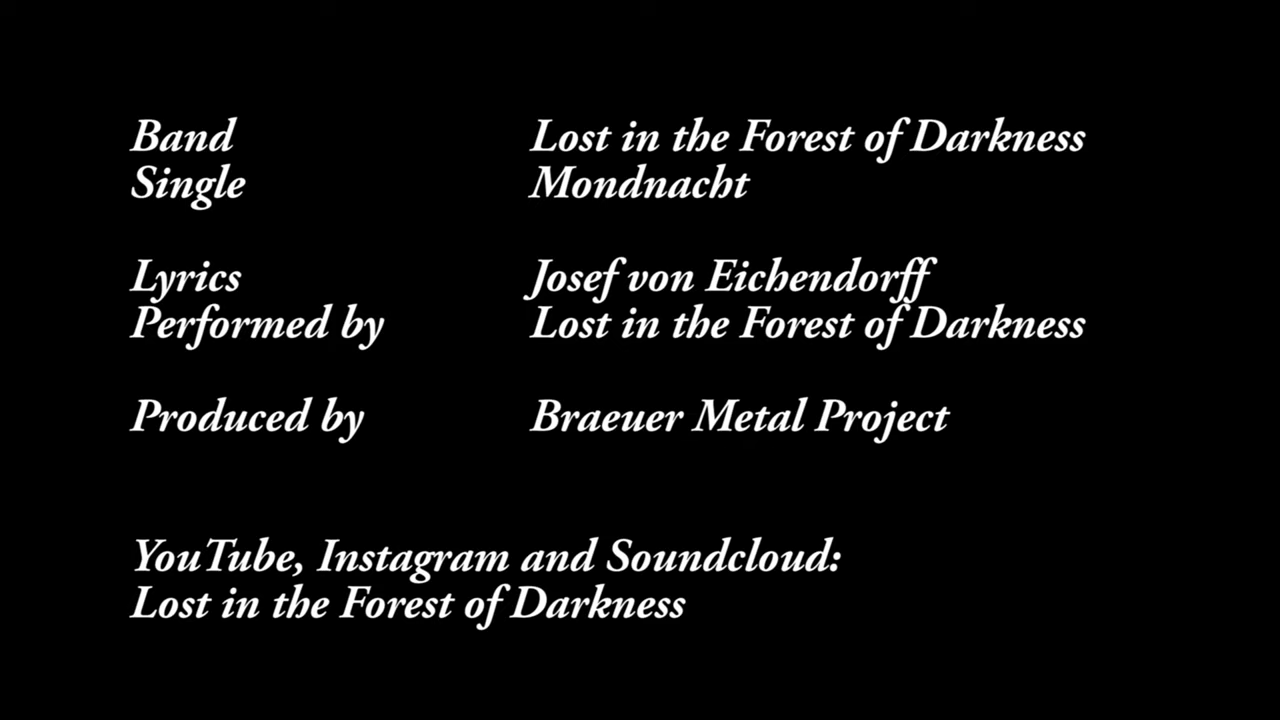 Band Lost in the Forest of Darkness
Single Mondnacht
Lyrics Josef von Eichendorff
Performed by Lost in the Forest of Darkness
Produced by Braeuer Metal Project
YouTube, Instagram and Soundcloud:
Lost in the Forest of Darkness